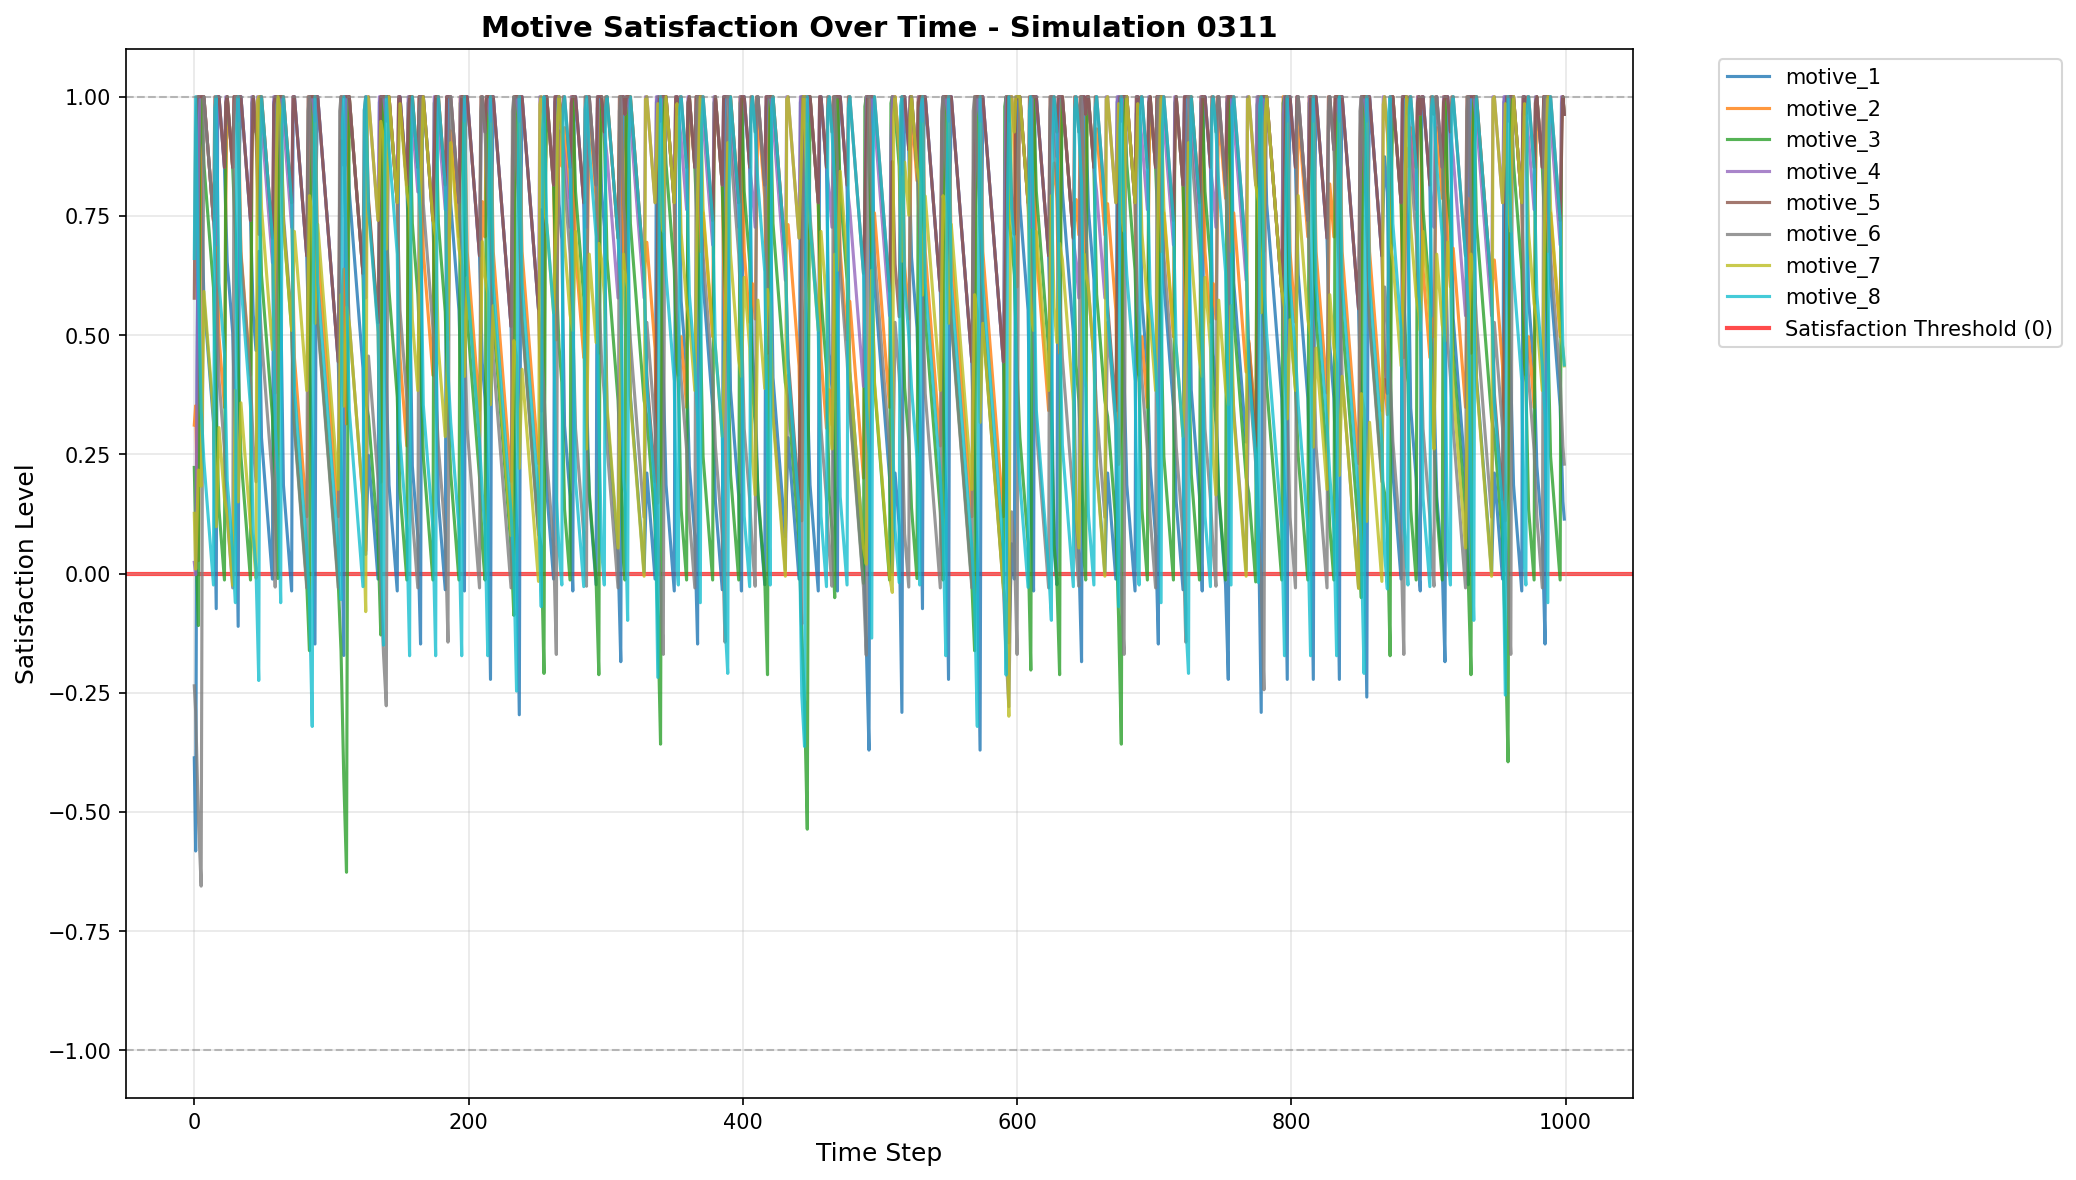 Motive Satisfaction Over Time - Simulation 0311
1.00
0.75
0.50
0.25
0.00
−0.25
−0.50
−0.75
−1.00
Satisfaction Level
0
200
400
600
800
1000
Time Step
motive_1
motive_2
motive_3
motive_4
motive_5
motive_6
motive_7
motive_8
Satisfaction Threshold (0)